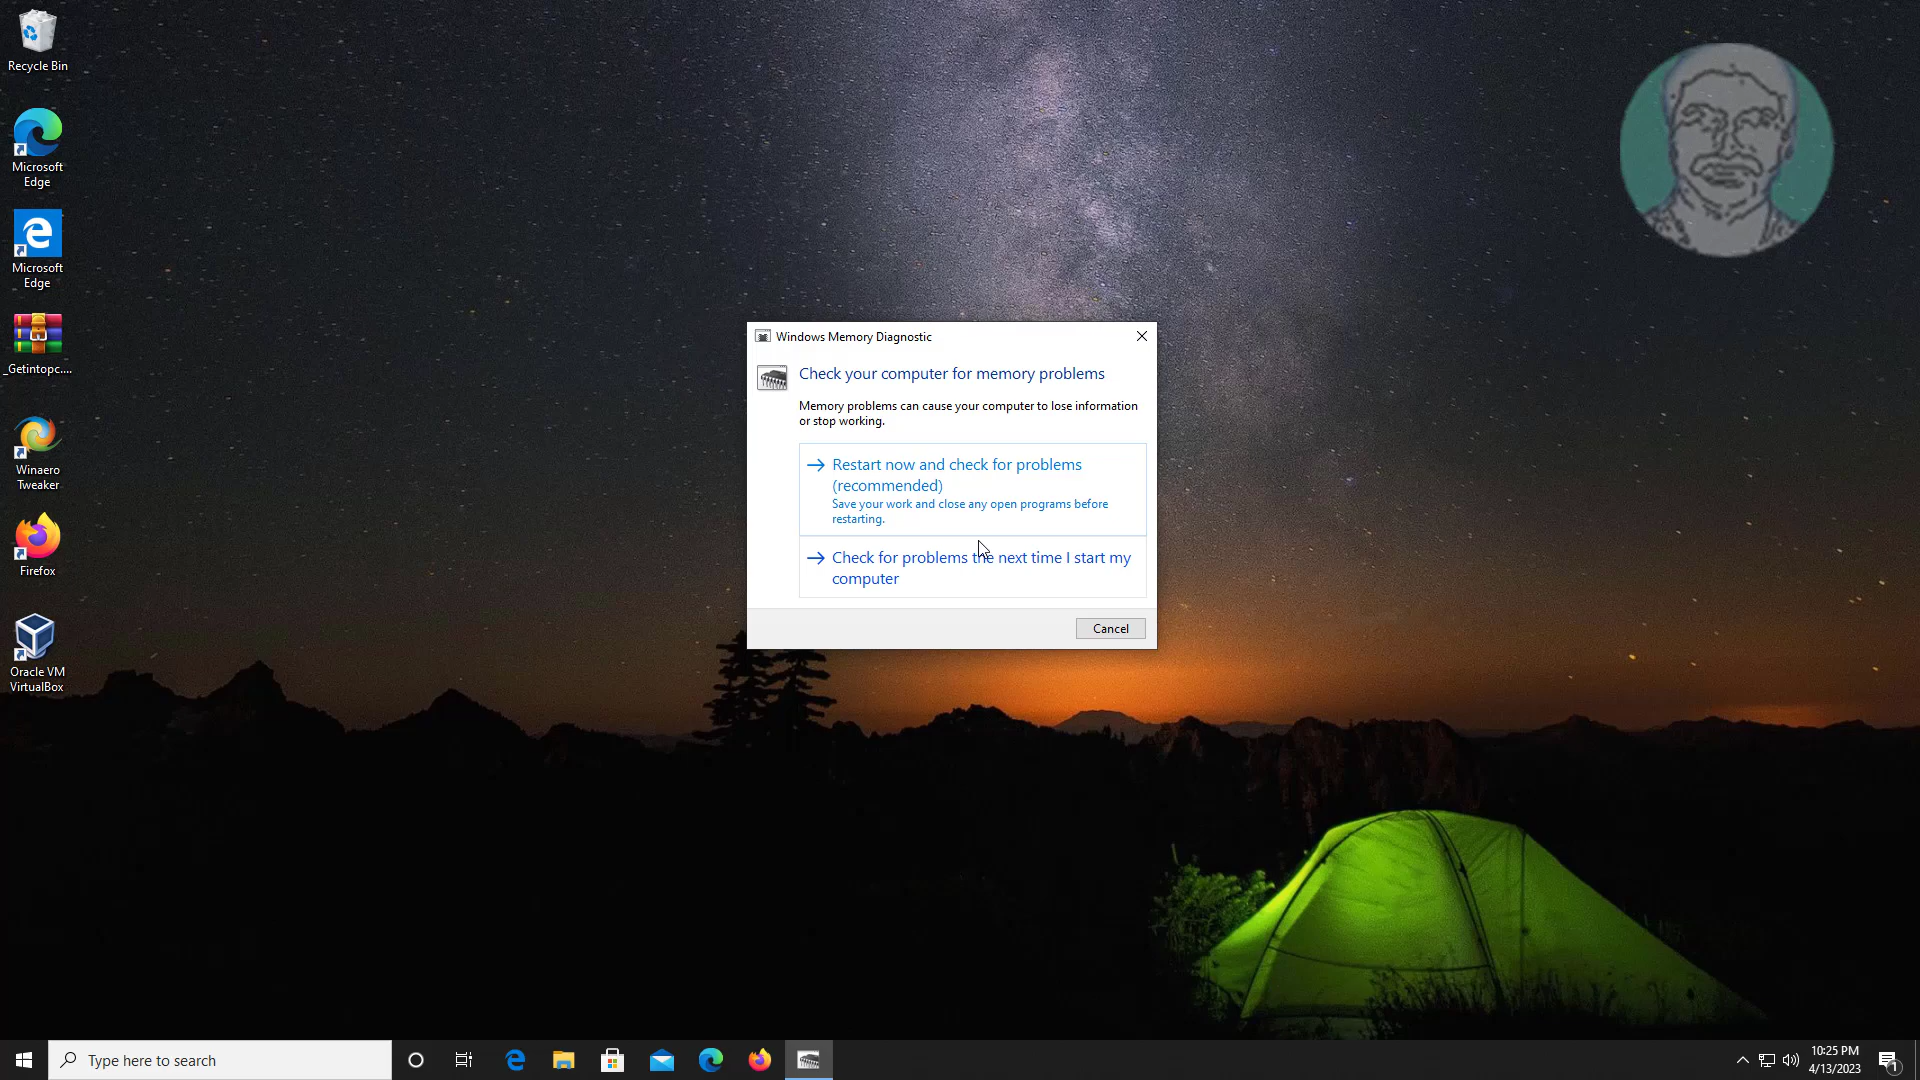 Recycle Bin
Microsoft
Edge
Microsoft
Edge
_Getintopc....
Winaero
Tweaker
Firefox
Oracle VM
VirtualBox
Windows Memory Diagnostic
Check your computer for memory problems
Memory problems can cause your computer to lose information
or stop working.
Restart now and check for problems
(recommended)
Save your work and close any open programs before
restarting.
Check for problems the next time I start my
computer
Cancel
Type here to search
10:25 PM
4/13/2023
1